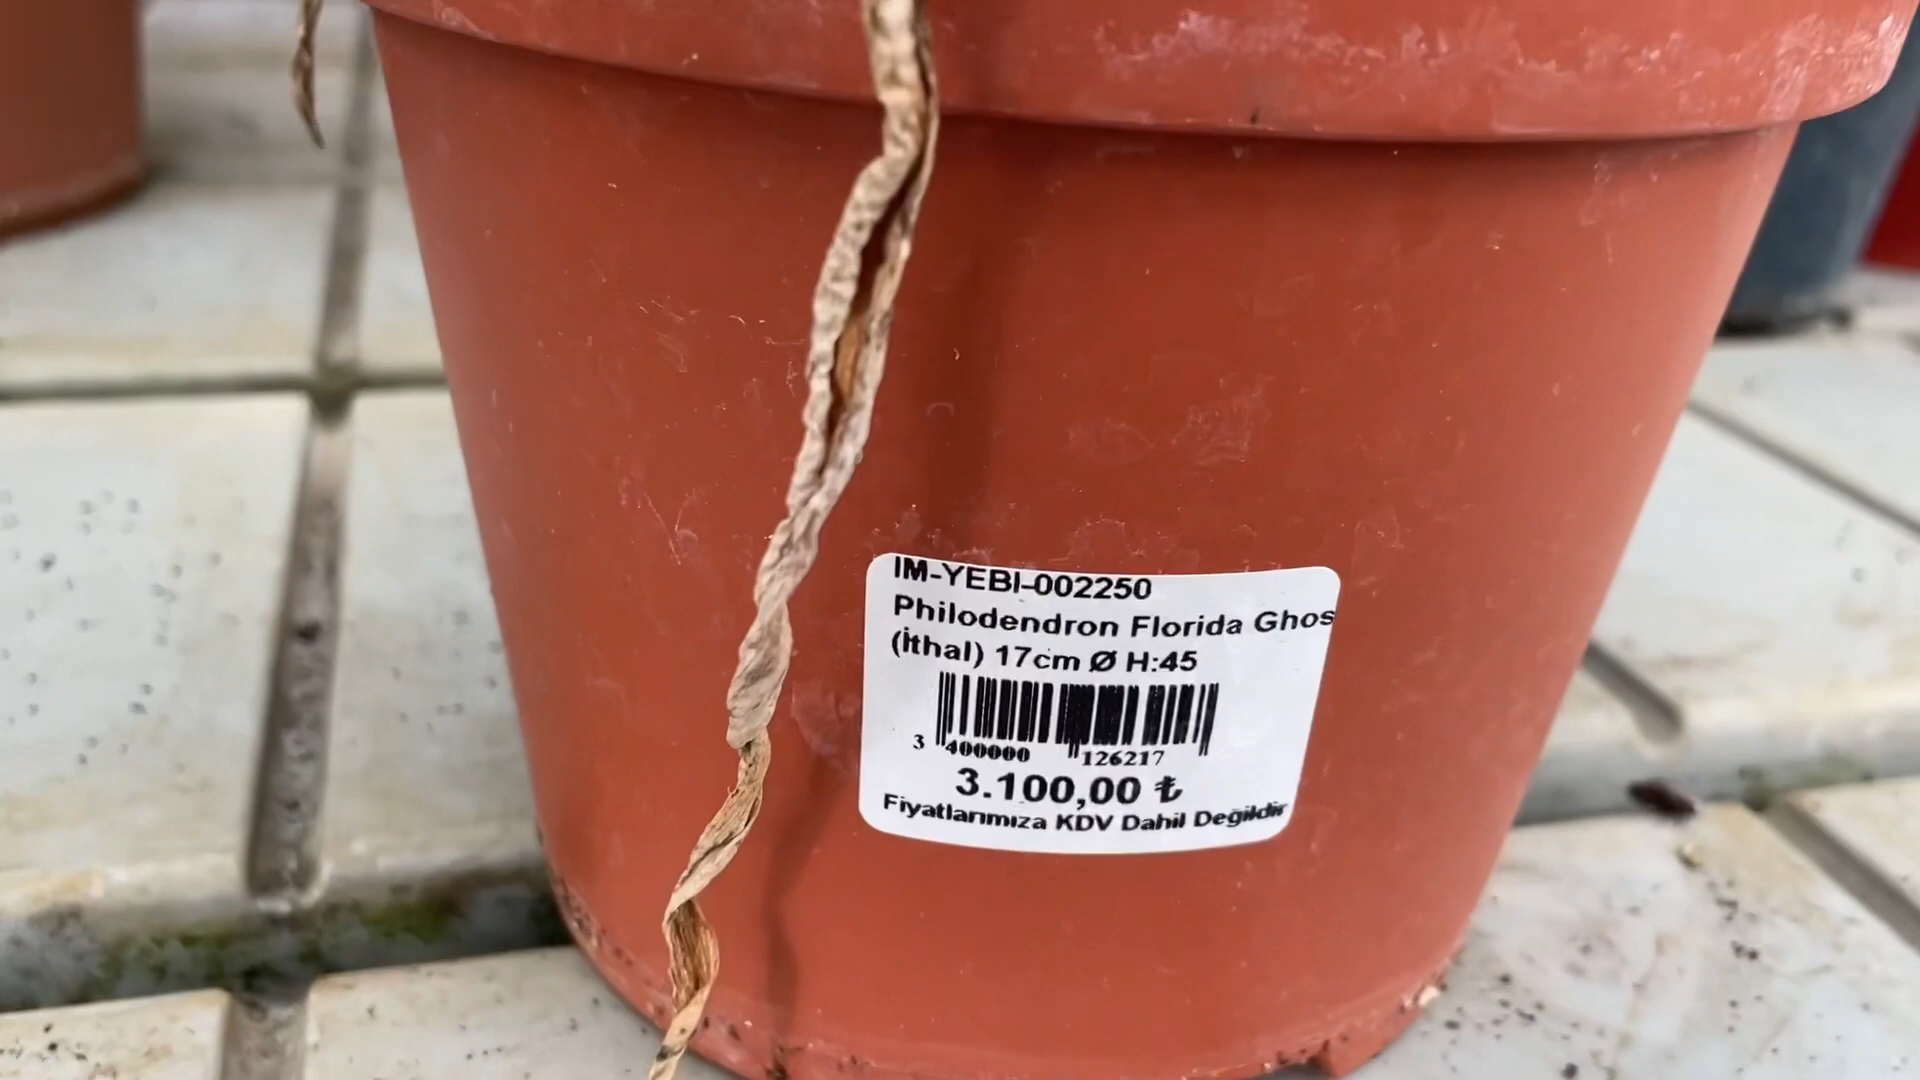 IM-YEBI-002250
Philodendron Florida Ghos
(İthal) 17cm Ø H:45
3 400000 126217
3.100,00 ₺
Fiyatlarımıza KDV Dahil Değildir